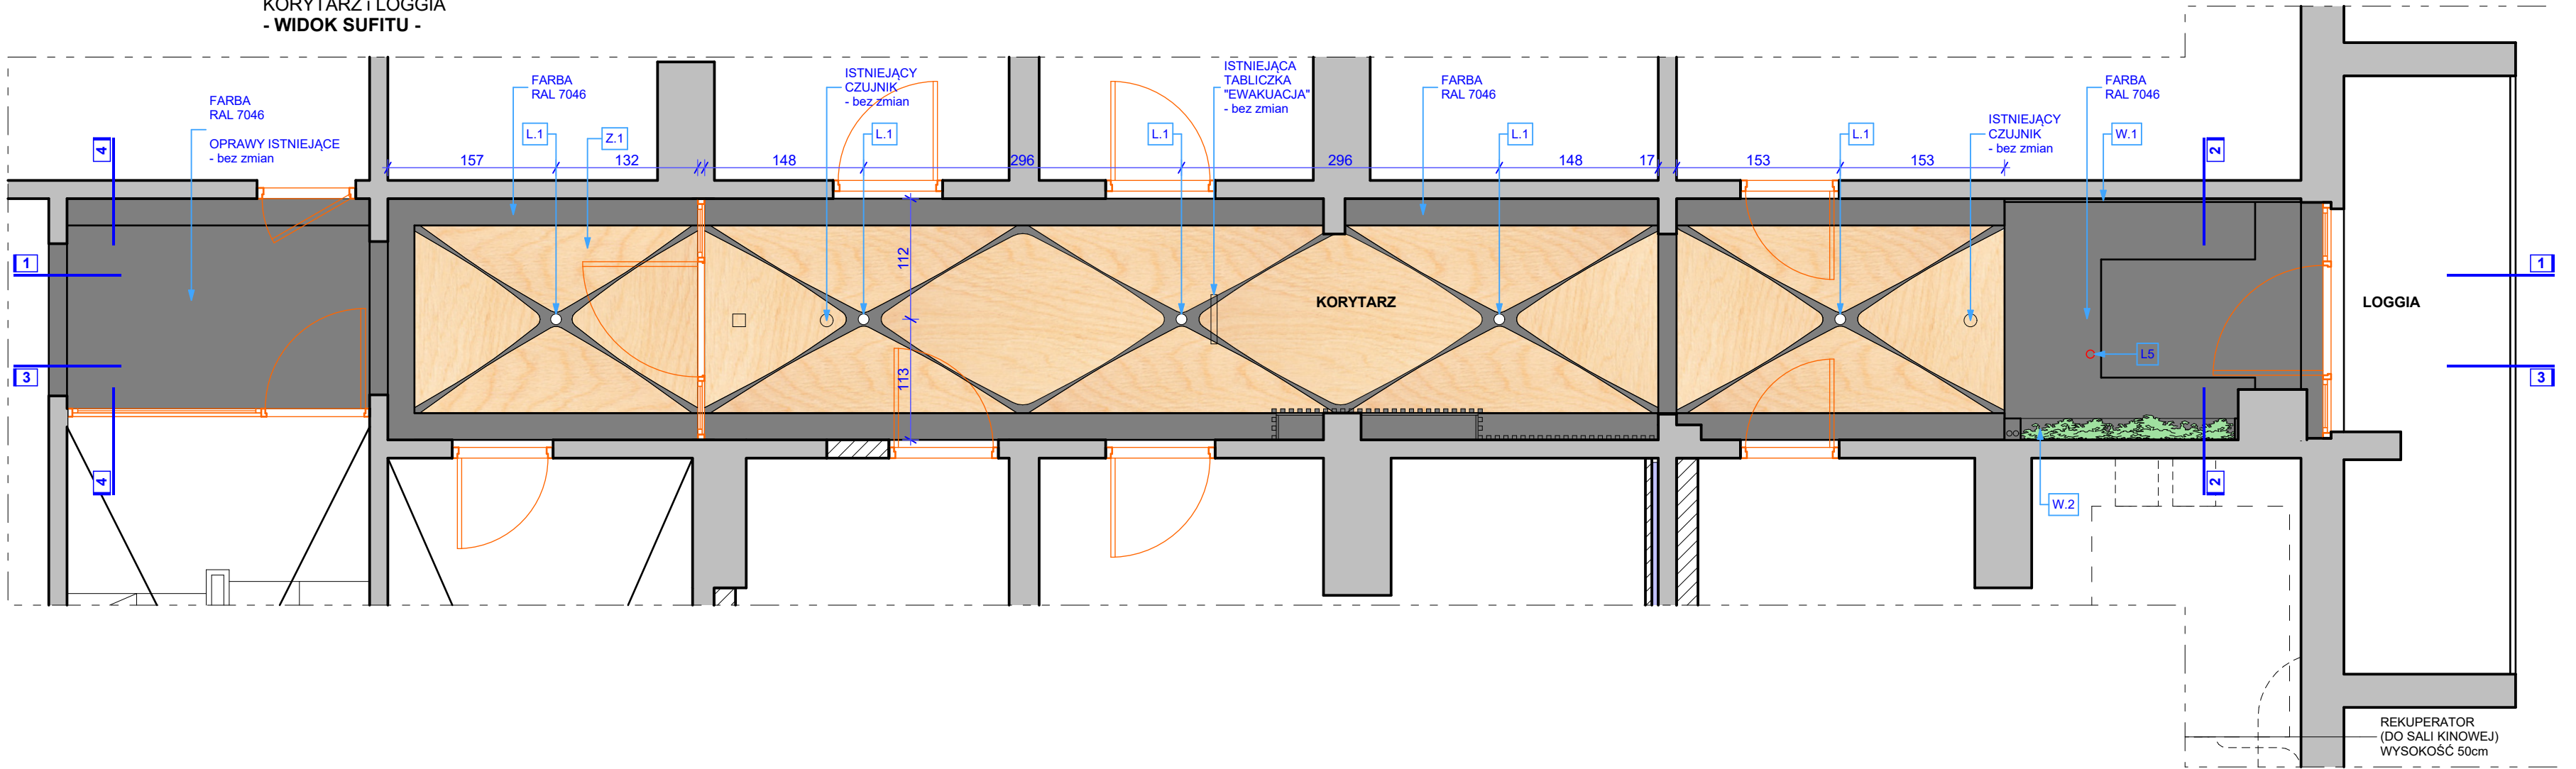 KORYTARZ i LOGGIA
- WIDOK SUFITU -
FARBA
RAL 7046
OPRAWY ISTNIEJĄCE
- bez zmian
FARBA
RAL 7046
L.1
Z.1
ISTNIEJĄCY
CZUJNIK
- bez zmian
L.1
ISTNIEJĄCA
TABLICZKA
"EWAKUACJA"
- bez zmian
L.1
FARBA
RAL 7046
L.1
L.1
ISTNIEJĄCY
CZUJNIK
- bez zmian
FARBA
RAL 7046
W.1
4
2
157
132
148
296
296
148
17
153
153
1
1
112
KORYTARZ
LOGGIA
L5
3
113
3
4
2
W.2
REKUPERATOR
(DO SALI KINOWEJ)
WYSOKOŚĆ 50cm